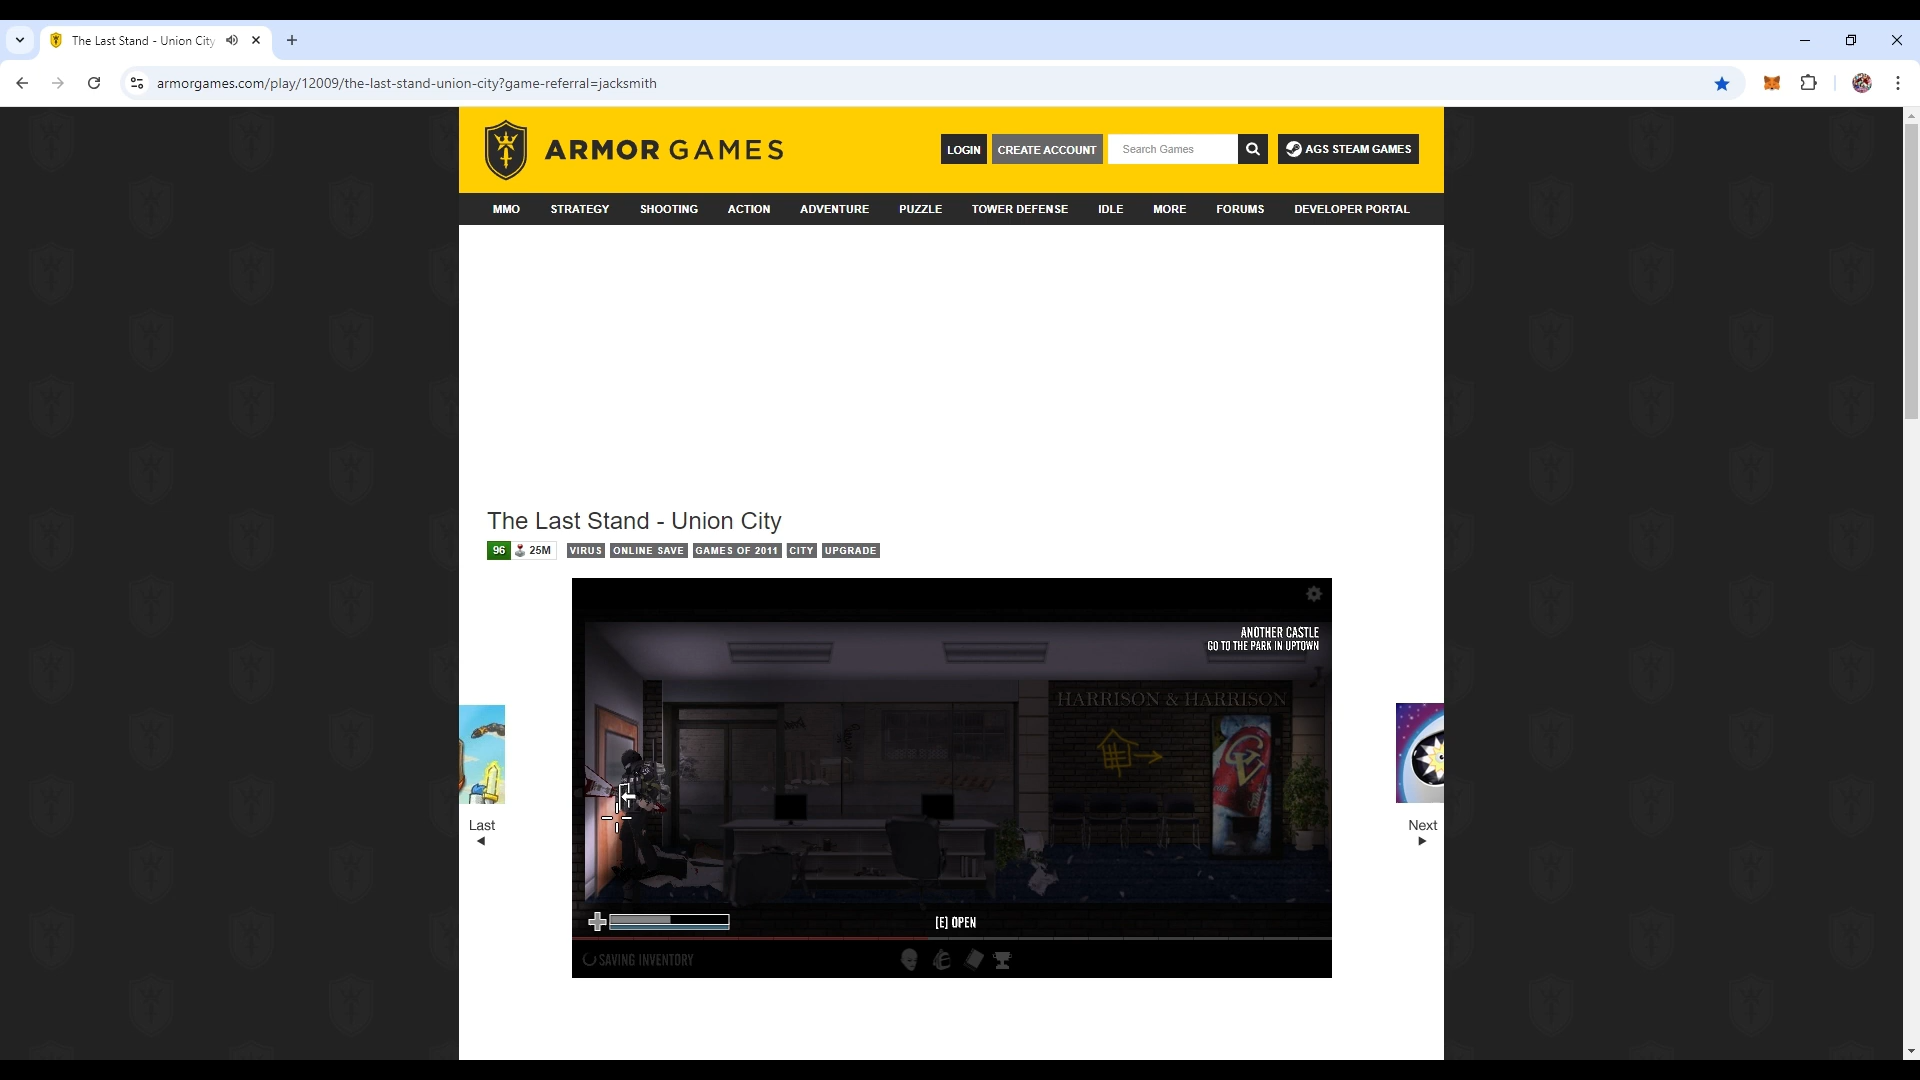 The Last Stand - Union City
armorgames.com/play/12009/the-last-stand-union-city?game-referral=jacksmith
ARMOR GAMES
LOGIN
CREATE ACCOUNT
Search Games
AGS STEAM GAMES
MMO
STRATEGY
SHOOTING
ACTION
ADVENTURE
PUZZLE
TOWER DEFENSE
IDLE
MORE
FORUMS
DEVELOPER PORTAL
The Last Stand - Union City
96
25M
VIRUS
ONLINE SAVE
GAMES OF 2011
CITY
UPGRADE
ANOTHER CASTLE
GO TO THE PARK IN UPTOWN
HARRISON & HARRISON
Last
Next
[E] OPEN
SAVING INVENTORY